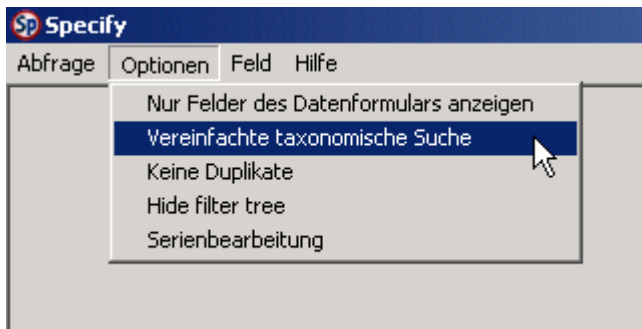 Sp Specify
Abfrage Optionen Feld Hilfe
Nur Felder des Datenformulars anzeigen
Vereinfachte taxonomische Suche
Keine Duplikate
Hide filter tree
Serienbearbeitung